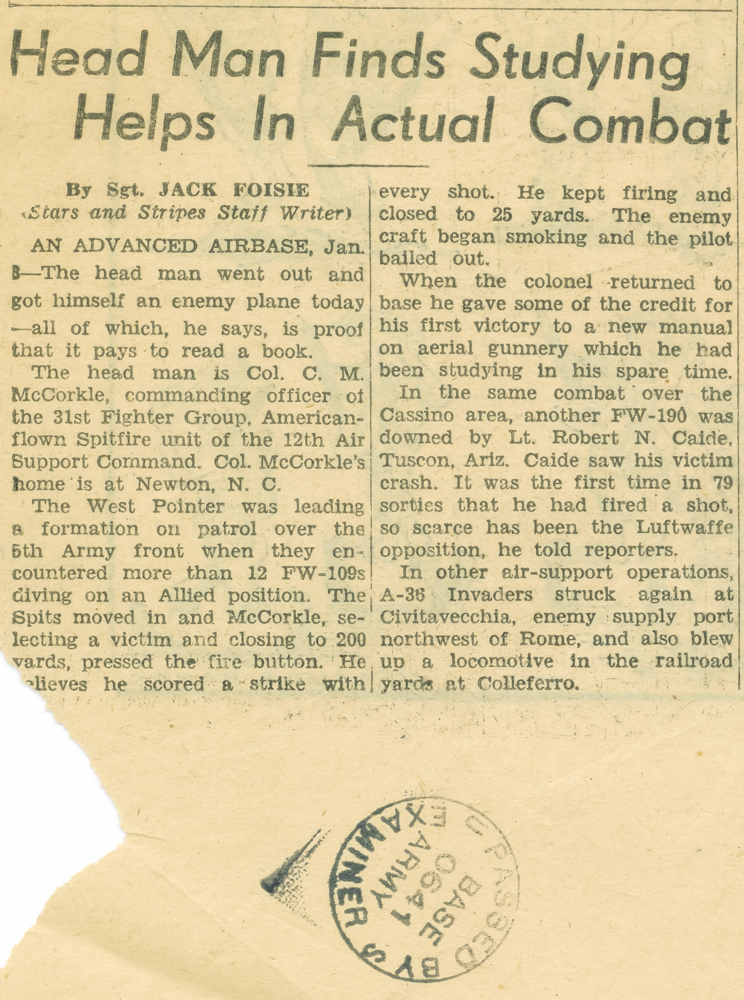 Head Man Finds Studying
Helps In Actual Combat
By Sgt. JACK FOISIE
(Stars and Stripes Staff Writer)
AN ADVANCED AIRBASE, Jan.
3—The head man went out and
got himself an enemy plane today
—all of which, he says, is proof
that it pays to read a book.
The head man is Col. C. M.
McCorkle, commanding officer of
the 31st Fighter Group, American-
flown Spitfire unit of the 12th Air
Support Command. Col. McCorkle's
home is at Newton, N. C.
The West Pointer was leading
a formation on patrol over the
5th Army front when they en-
countered more than 12 FW-109s
diving on an Allied position. The
Spits moved in and McCorkle, se-
lecting a victim and closing to 200
yards, pressed the fire button. He
elieves he scored a strike with
every shot. He kept firing and
closed to 25 yards. The enemy
craft began smoking and the pilot
bailed out.
When the colonel returned to
base he gave some of the credit for
his first victory to a new manual
on aerial gunnery which he had
been studying in his spare time.
In the same combat over the
Cassino area, another FW-190 was
downed by Lt. Robert N. Caide,
Tuscon, Ariz. Caide saw his victim
crash. It was the first time in 79
sorties that he had fired a shot,
so scarce has been the Luftwaffe
opposition, he told reporters.
In other air-support operations,
A-36 Invaders struck again at
Civitavecchia, enemy supply port
northwest of Rome, and also blew
up a locomotive in the railroad
yards at Colleferro.
PASSED BY
BASE
0641
ARMY
EXAMINER